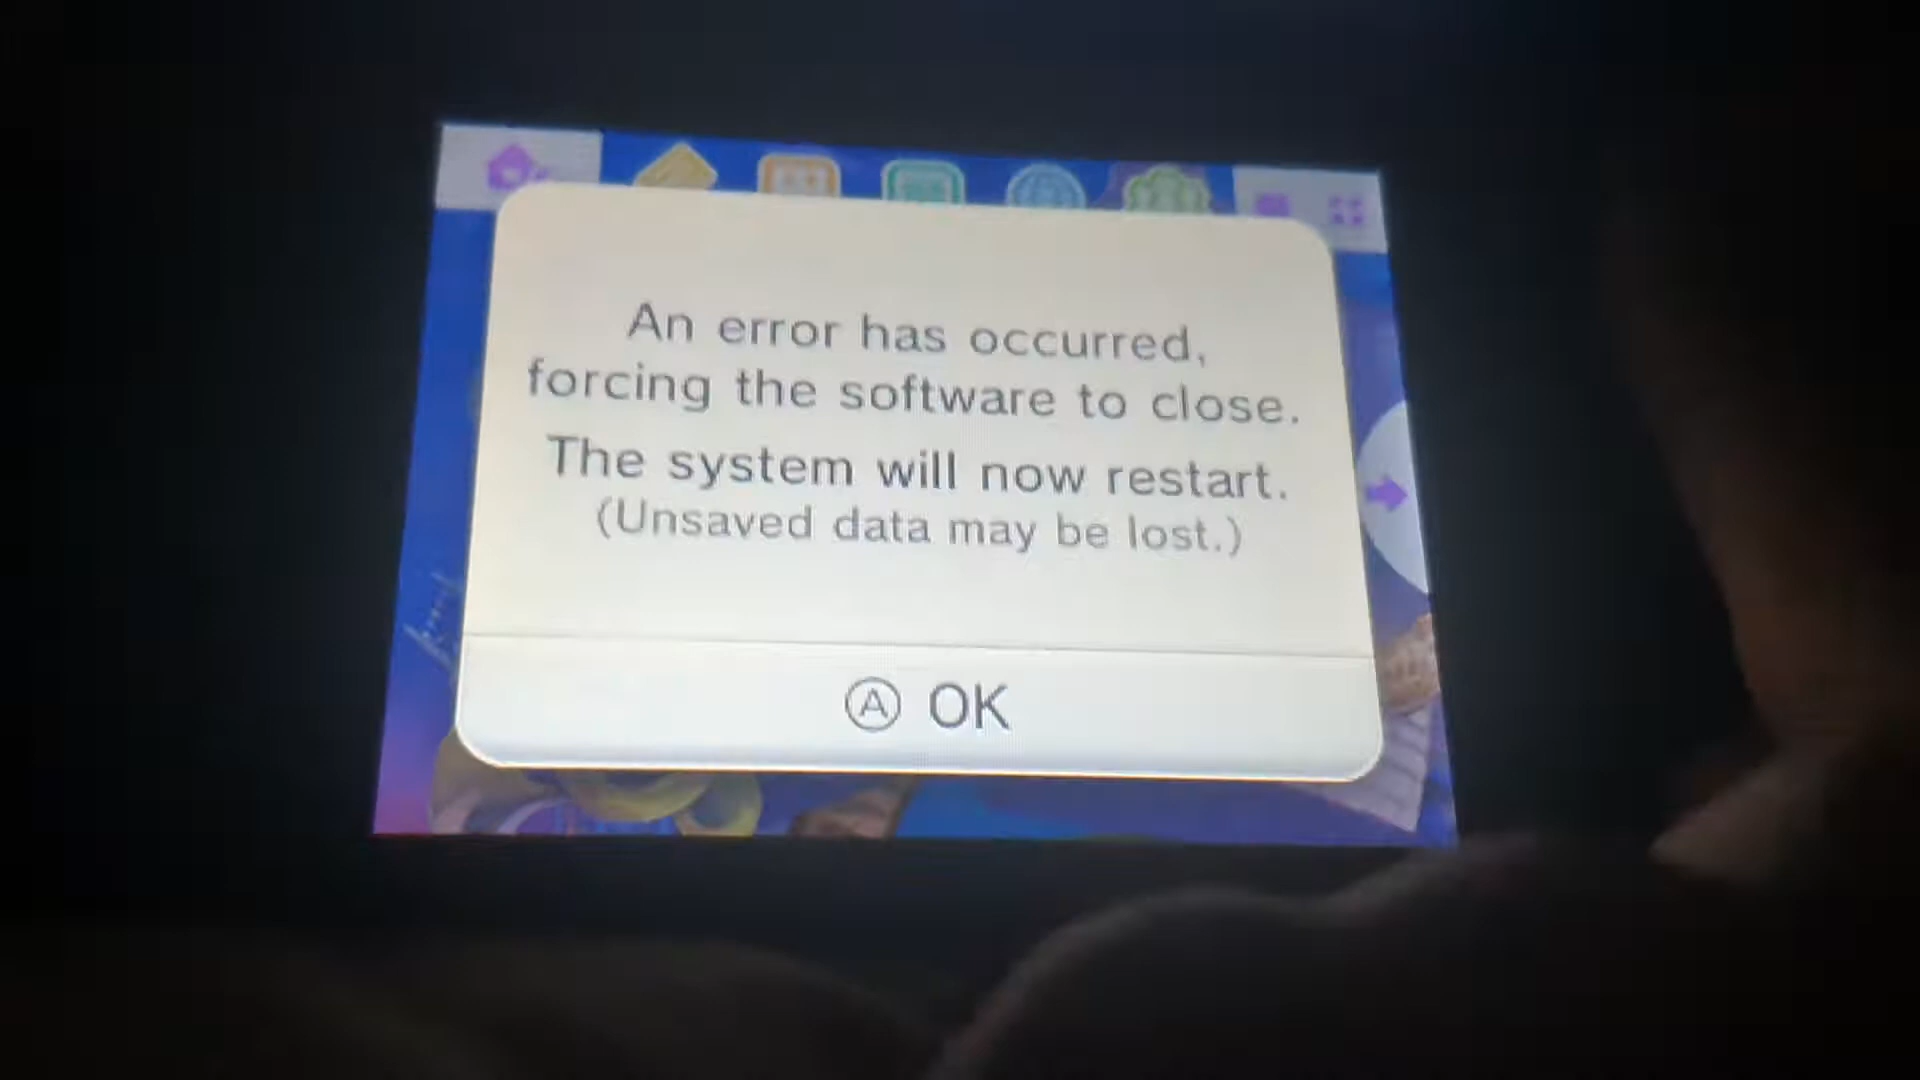 An error has occurred,
forcing the software to close.
The system will now restart.
(Unsaved data may be lost.)
Ⓐ OK